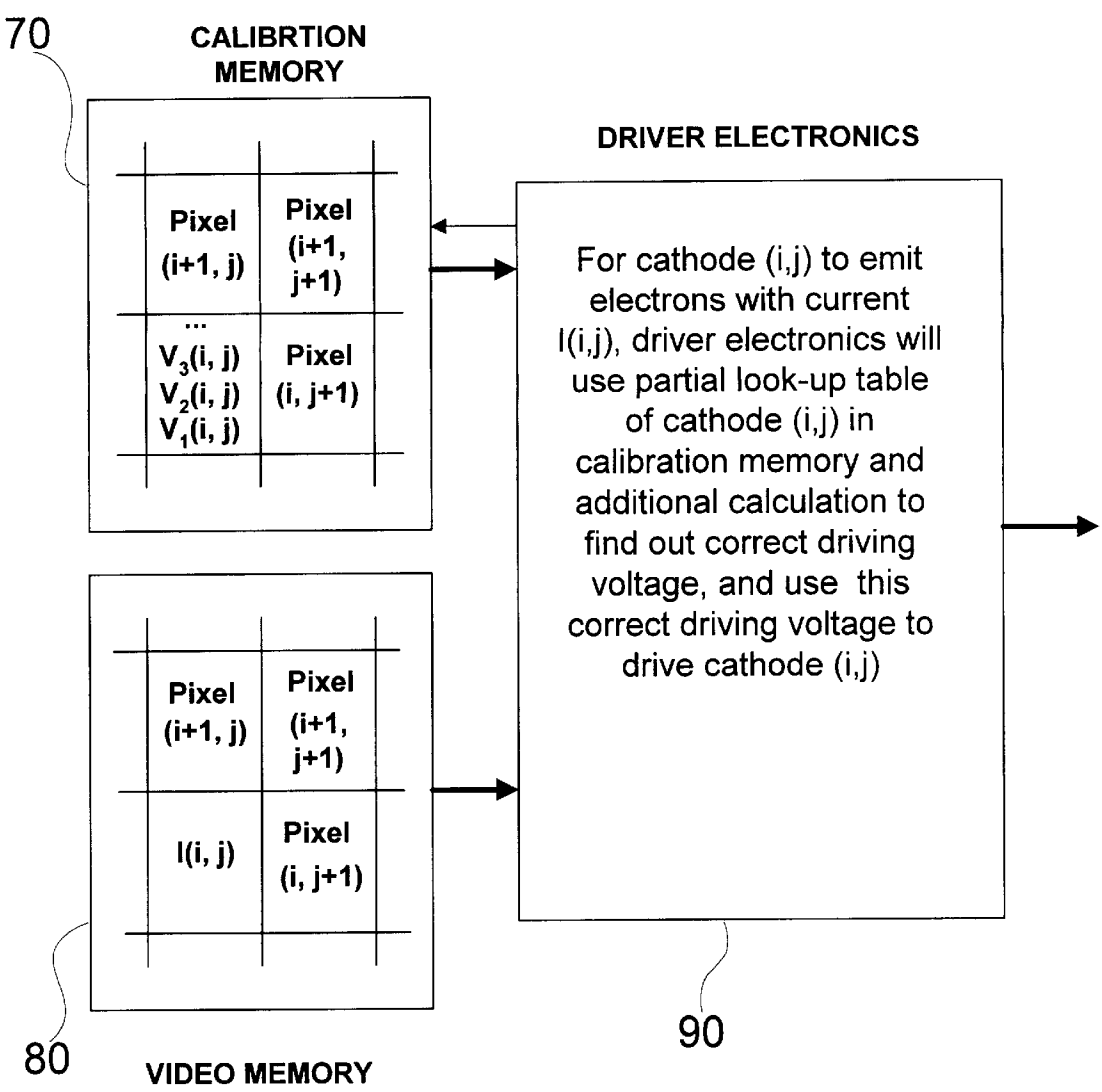 70
CALIBRTION
MEMORY
Pixel
(i+1, j)
Pixel
(i+1,
j+1)
...
V3(i, j)
V2(i, j)
V1(i, j)
Pixel
(i, j+1)
DRIVER ELECTRONICS
For cathode (i,j) to emit
electrons with current
I(i,j), driver electronics will
use partial look-up table
of cathode (i,j) in
calibration memory and
additional calculation to
find out correct driving
voltage, and use this
correct driving voltage to
drive cathode (i,j)
90
Pixel
(i+1, j)
Pixel
(i+1,
j+1)
I(i, j)
Pixel
(i, j+1)
80
VIDEO MEMORY